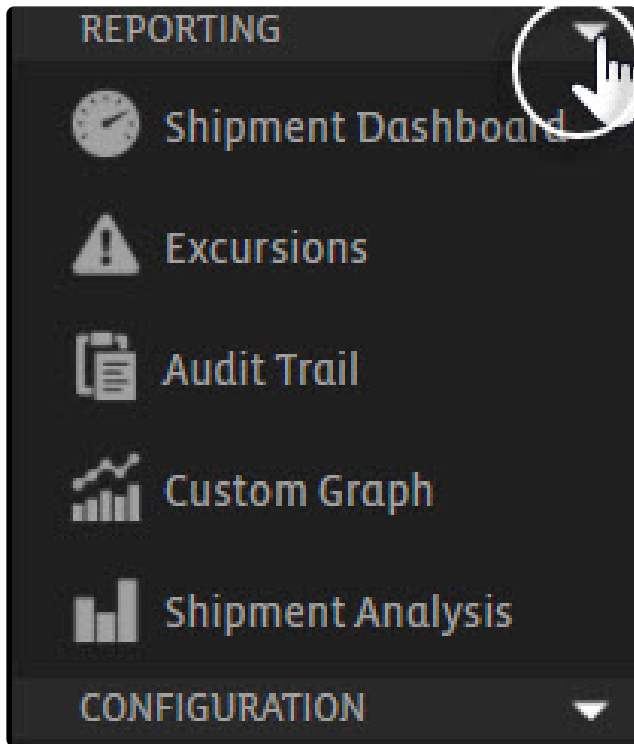 REPORTING
Shipment Dashboard
Excursions
Audit Trail
Custom Graph
Shipment Analysis
CONFIGURATION